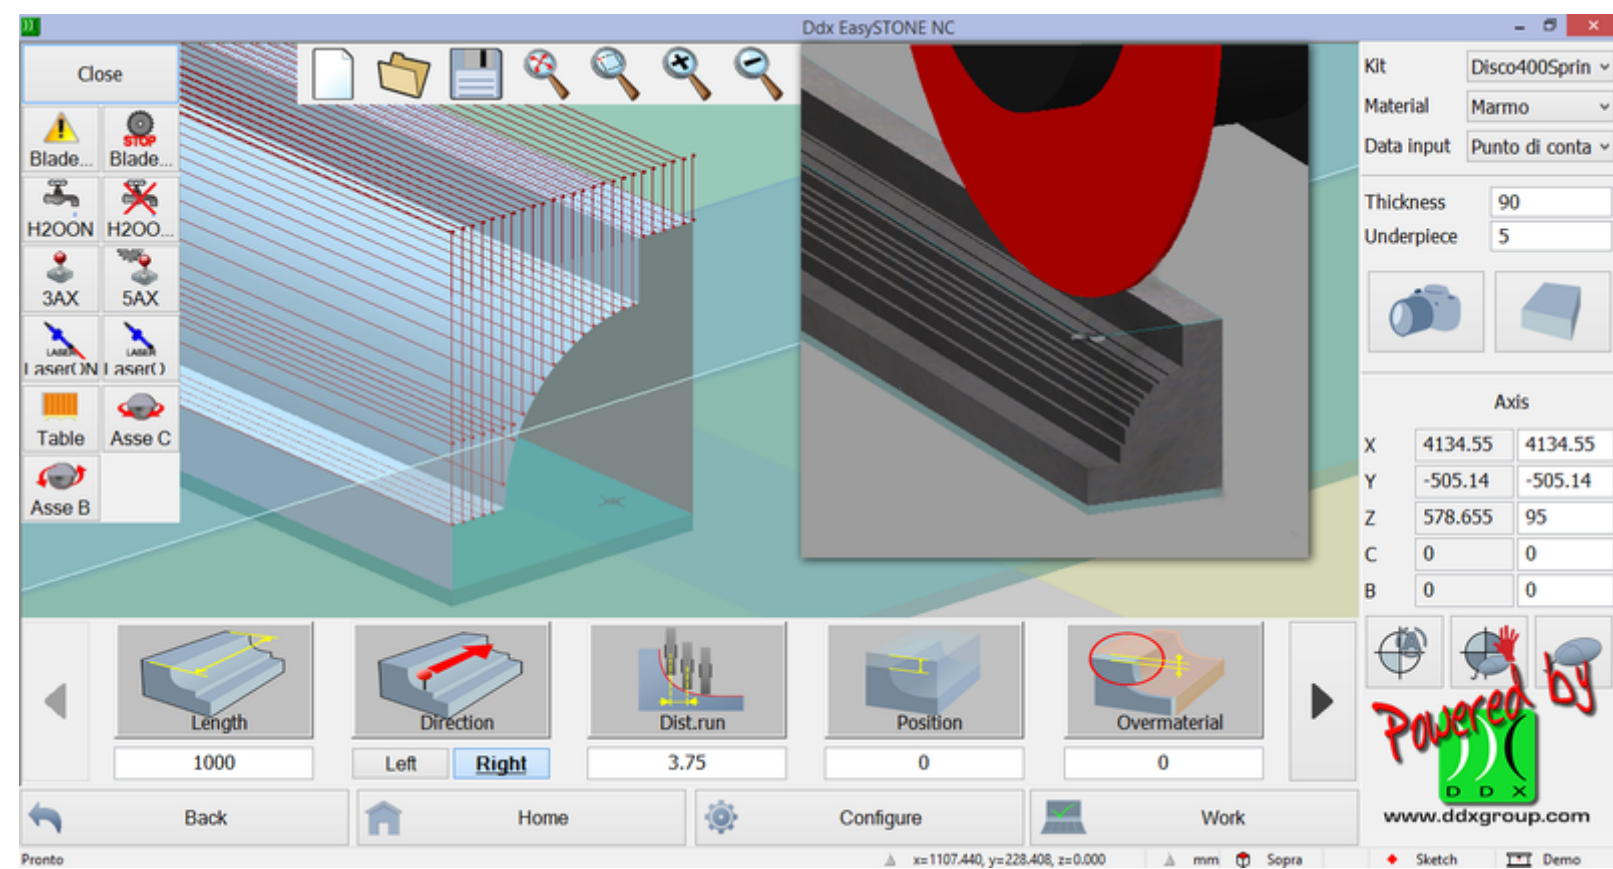 Ddx EasySTONE NC
Close
Blade...
STOP
Blade...
H2OON
H2OO...
3AX
5AX
LASER
LaserON
LASER
LaserO
Table
Asse C
Asse B
Kit
Disco400Sprin
Material
Marmo
Data input
Punto di conta
Thickness
90
Underpiece
5
Axis
X
4134.55
4134.55
Y
-505.14
-505.14
Z
578.655
95
C
0
0
B
0
0
Length
Direction
Dist.run
Position
Overmaterial
1000
Left
Right
3.75
0
0
Back
Home
Configure
Work
Powered by
DDX
www.ddxgroup.com
Pronto
x=1107.440, y=228.408, z=0.000
mm
Sopra
Sketch
Demo